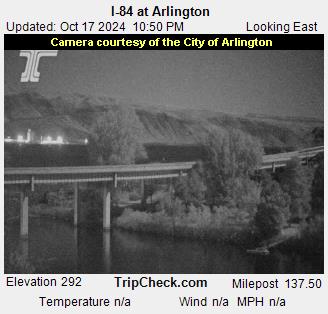 I-84 at Arlington
Updated: Oct 17 2024 10:50 PM Looking East
Camera courtesy of the City of Arlington
Elevation 292 TripCheck.com Milepost 137.50
Temperature n/a Wind n/a MPH n/a